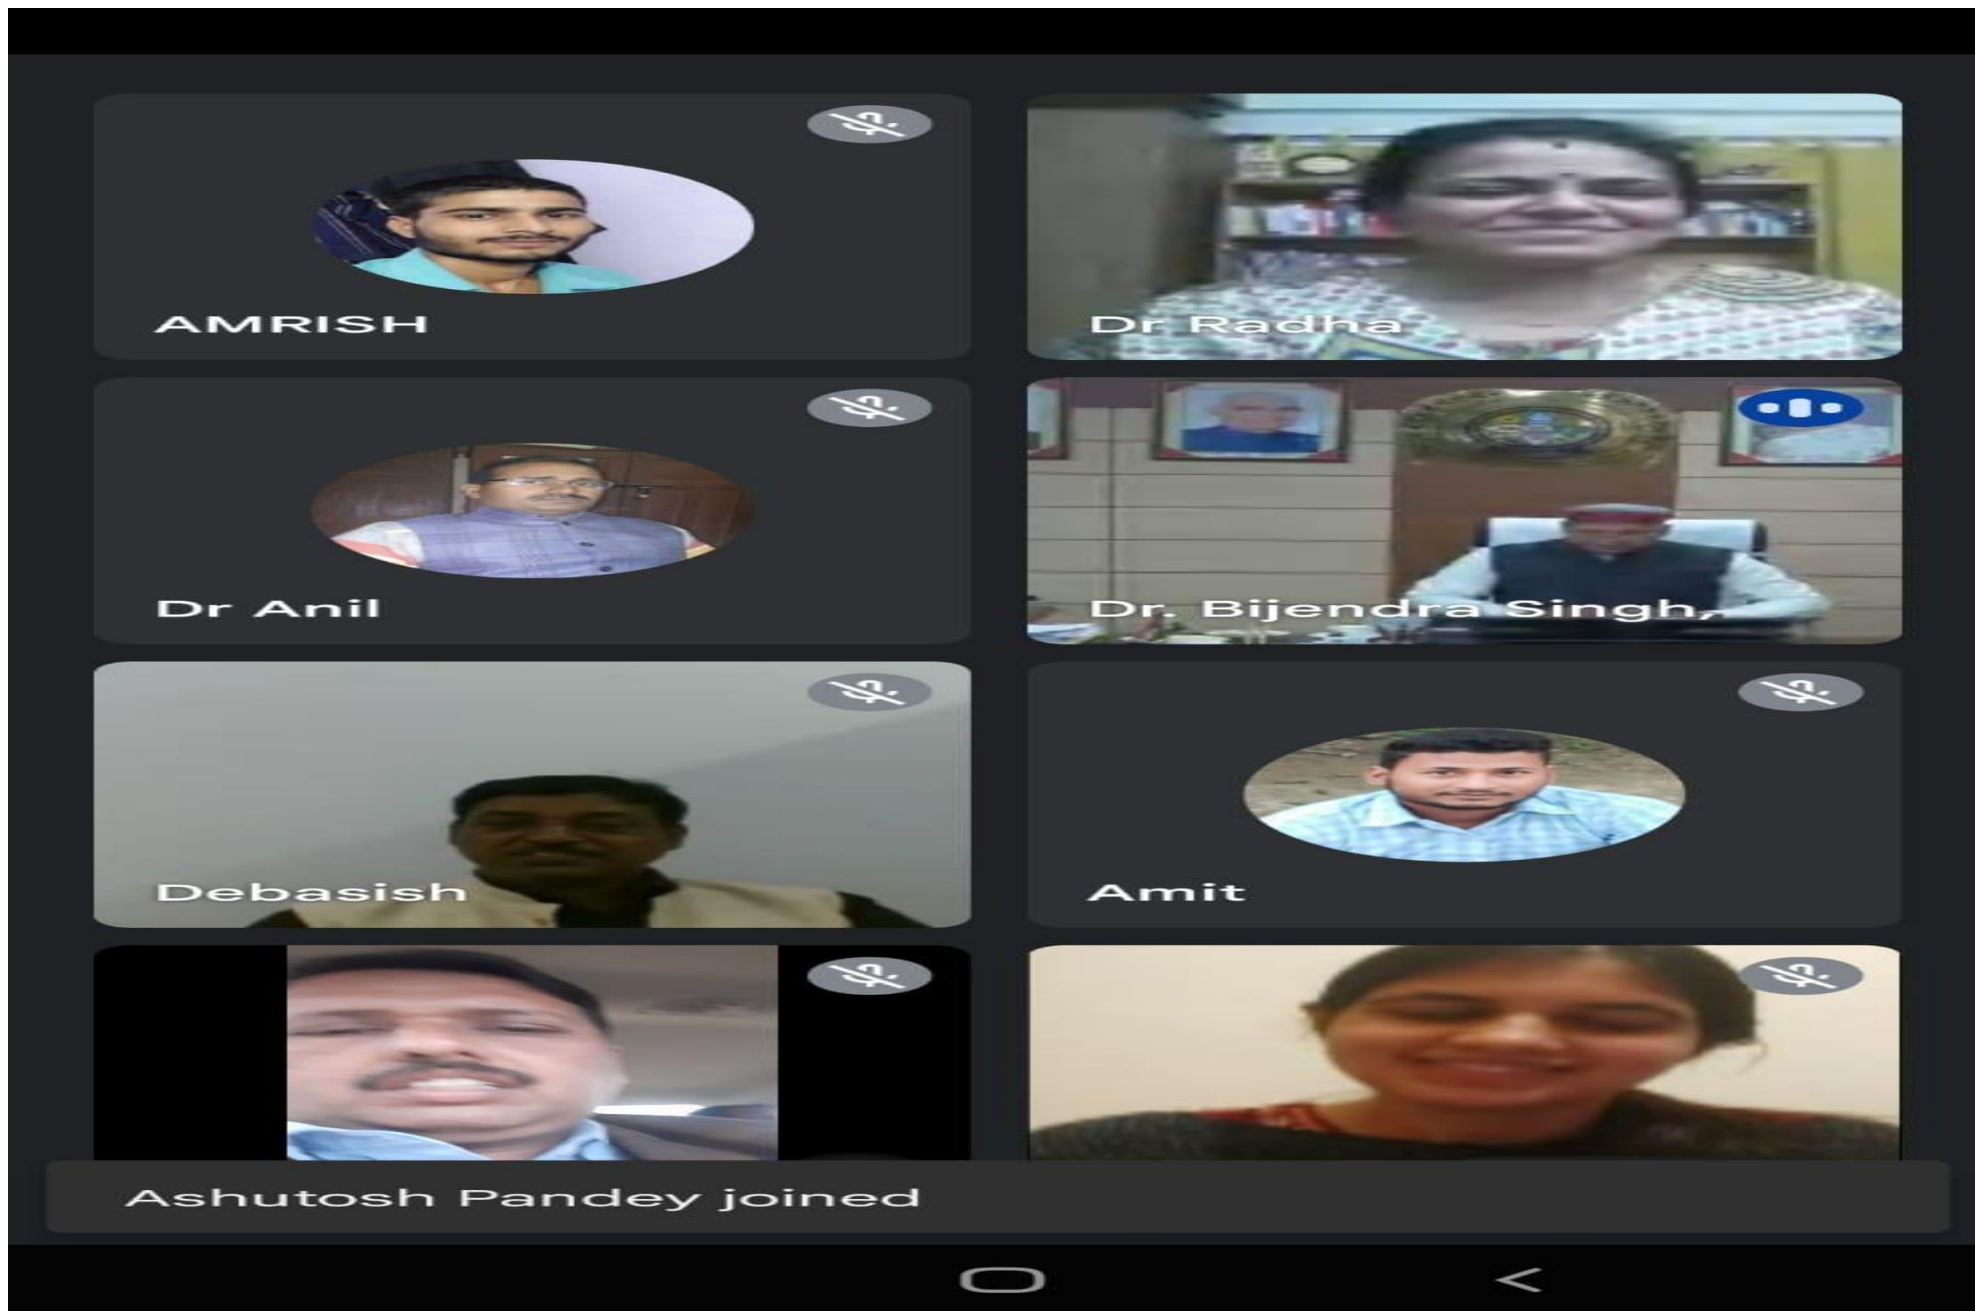 AMRISH
Dr Radha
Dr Anil
Dr. Bijendra Singh,
Debasish
Amit
Ashutosh Pandey joined